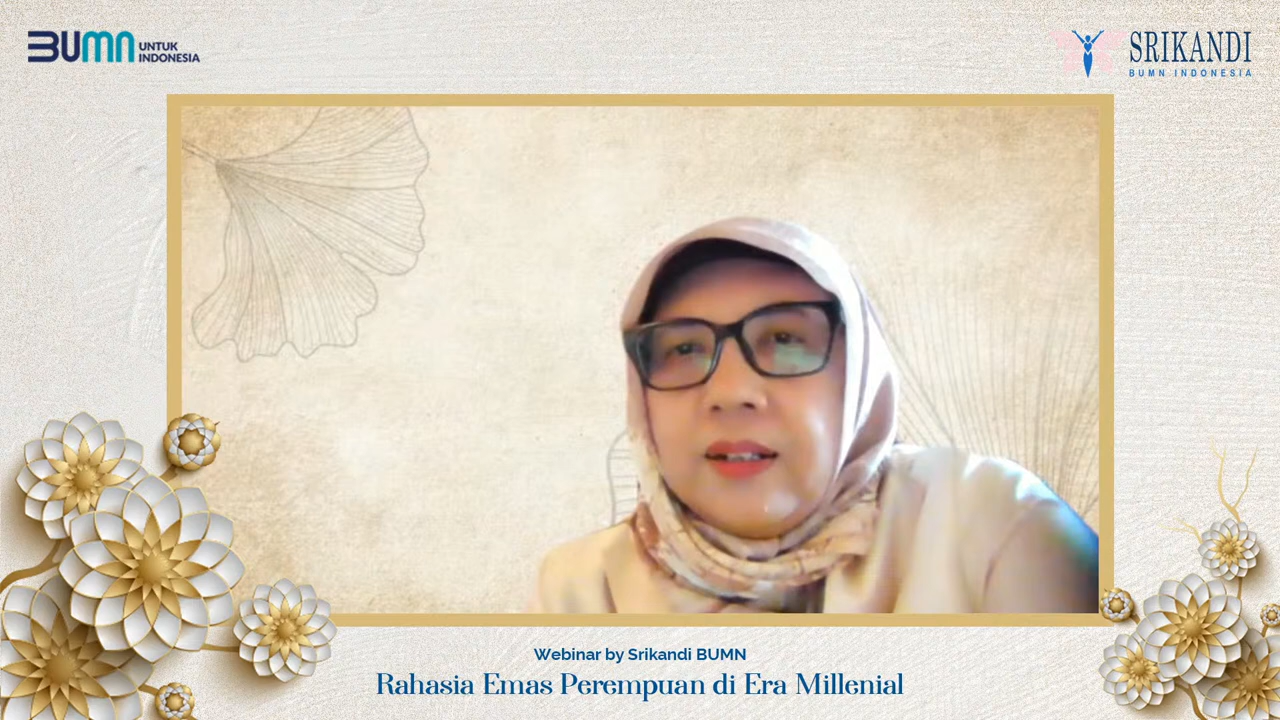 BUMN UNTUK
INDONESIA
SRIKANDI
BUMN INDONESIA
Webinar by Srikandi BUMN
Rahasia Emas Perempuan di Era Millenial